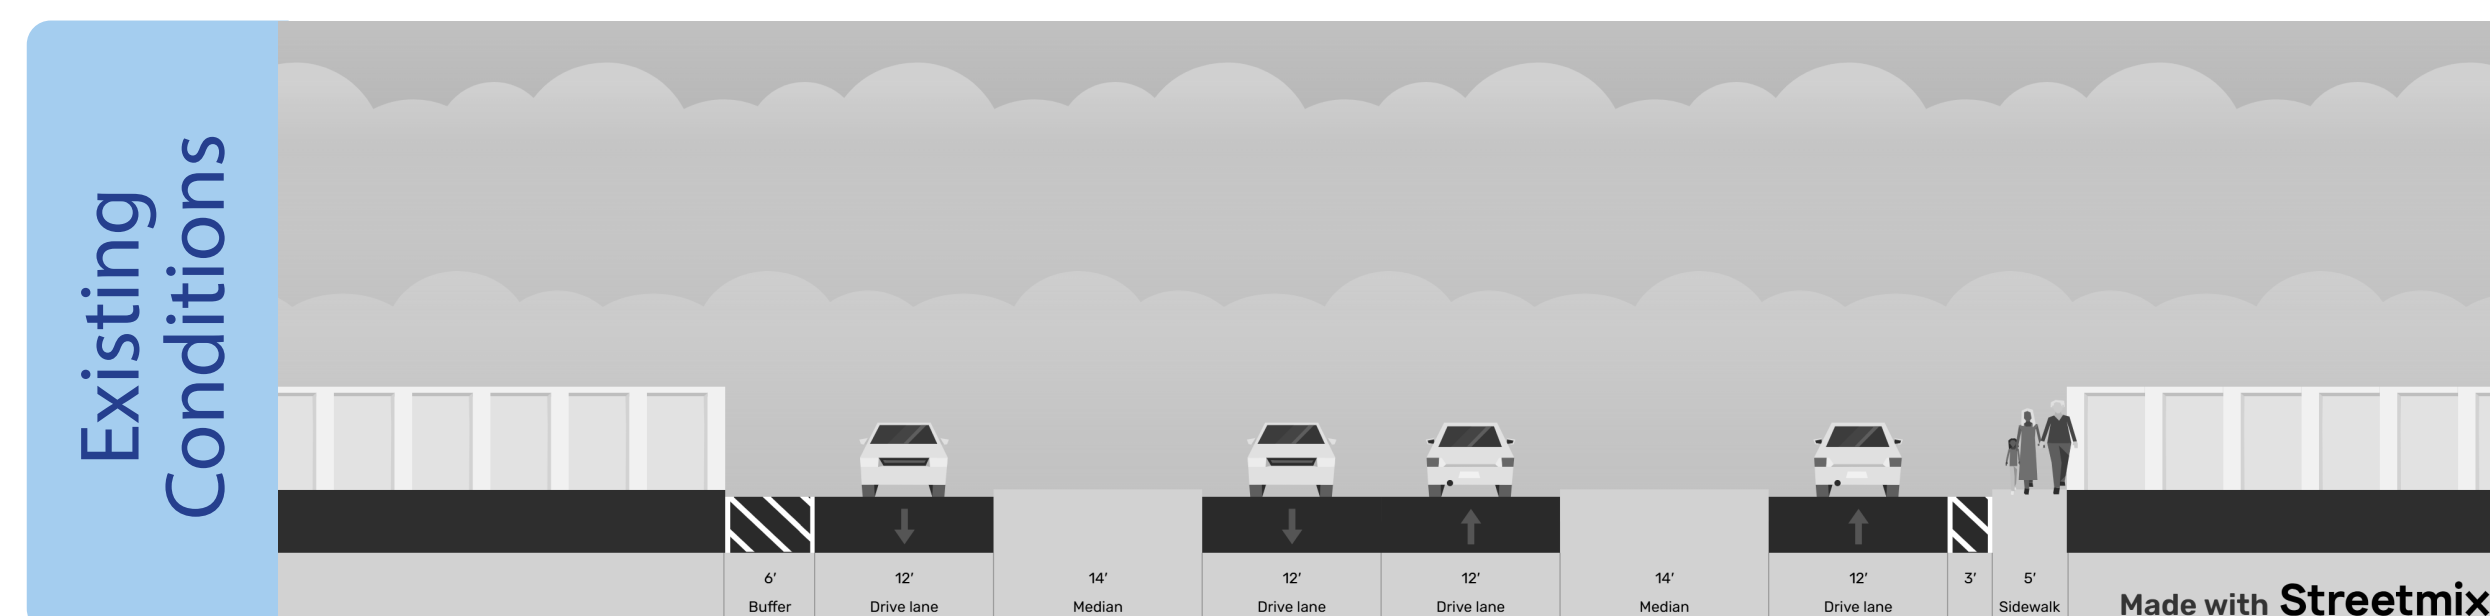 Existing
Conditions
6′ 12′ 14′ 12′ 12′ 14′ 12′ 3′ 5′
Buffer Drive lane Median Drive lane Drive lane Median Drive lane Sidewalk
Made with Streetmix